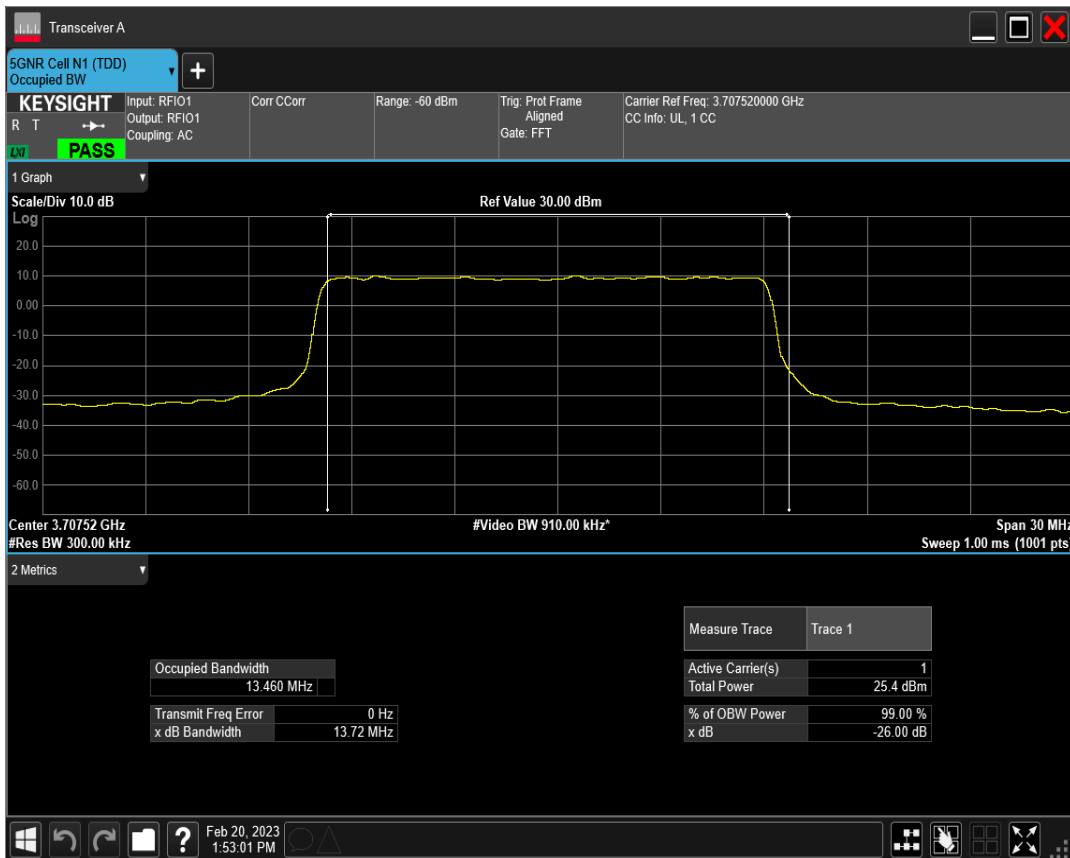 Transceiver A
5GNR Cell N1 (TDD)
Occupied BW
+
KEYSIGHT
R T
LXI
PASS
Input: RFIO1
Output: RFIO1
Coupling: AC
Corr CCorr
Range: -60 dBm
Trig: Prot Frame
Aligned
Gate: FFT
Carrier Ref Freq: 3.707520000 GHz
CC Info: UL, 1 CC
1 Graph
Scale/Div 10.0 dB
Ref Value 30.00 dBm
Log
20.0
10.0
0.00
-10.0
-20.0
-30.0
-40.0
-50.0
-60.0
Center 3.70752 GHz
#Video BW 910.00 kHz*
Span 30 MHz
#Res BW 300.00 kHz
Sweep 1.00 ms (1001 pts)
2 Metrics
Measure Trace Trace 1
Occupied Bandwidth
13.460 MHz
Active Carrier(s) 1
Total Power 25.4 dBm
Transmit Freq Error 0 Hz
x dB Bandwidth 13.72 MHz
% of OBW Power 99.00 %
x dB -26.00 dB
?
Feb 20, 2023
1:53:01 PM